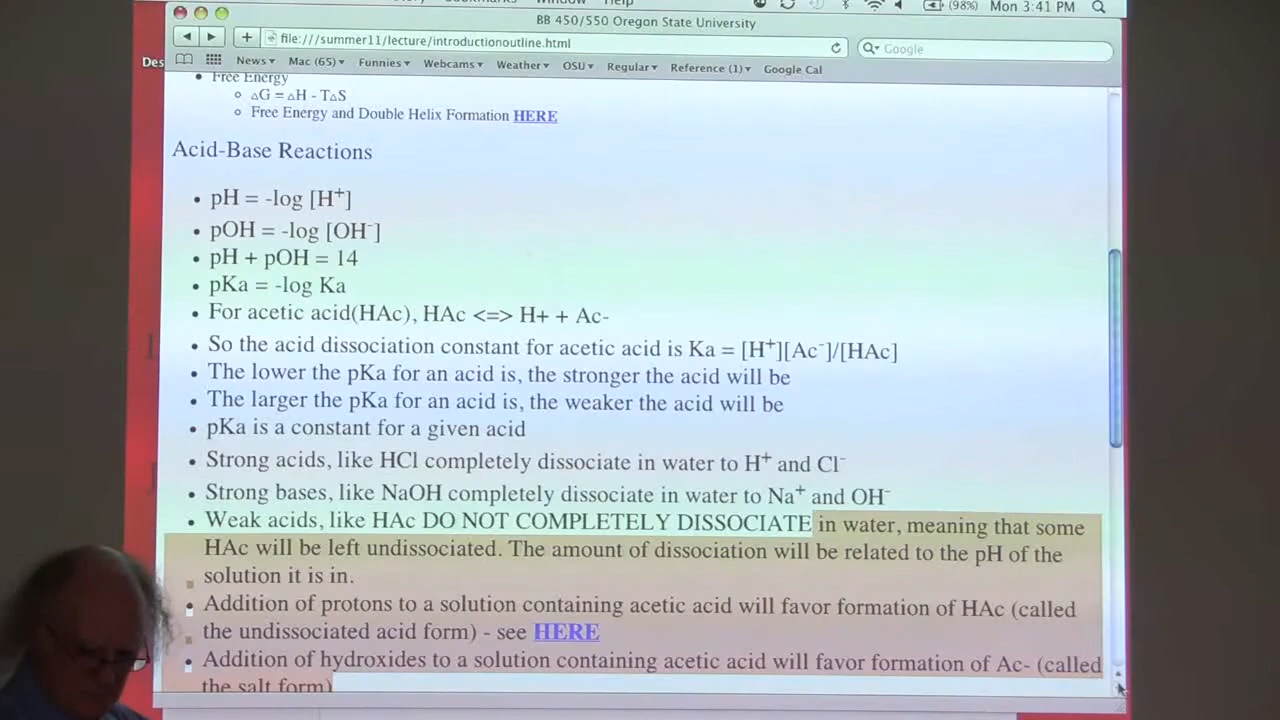 (98%) Mon 3:41 PM
BB 450/550 Oregon State University
file:///summer11/lecture/introductionoutline.html
Google
Des
News Mac (65) Funnies Webcams Weather OSU Regular Reference (1) Google Cal
Free Energy
△G = △H - T△S
Free Energy and Double Helix Formation HERE
Acid-Base Reactions
pH = -log [H+]
pOH = -log [OH-]
pH + pOH = 14
pKa = -log Ka
For acetic acid(HAc), HAc <=> H+ + Ac-
So the acid dissociation constant for acetic acid is Ka = [H+][Ac-]/[HAc]
The lower the pKa for an acid is, the stronger the acid will be
The larger the pKa for an acid is, the weaker the acid will be
pKa is a constant for a given acid
Strong acids, like HCl completely dissociate in water to H+ and Cl-
Strong bases, like NaOH completely dissociate in water to Na+ and OH-
Weak acids, like HAc DO NOT COMPLETELY DISSOCIATE in water, meaning that some
HAc will be left undissociated. The amount of dissociation will be related to the pH of the
solution it is in.
Addition of protons to a solution containing acetic acid will favor formation of HAc (called
the undissociated acid form) - see HERE
Addition of hydroxides to a solution containing acetic acid will favor formation of Ac- (called
the salt form)